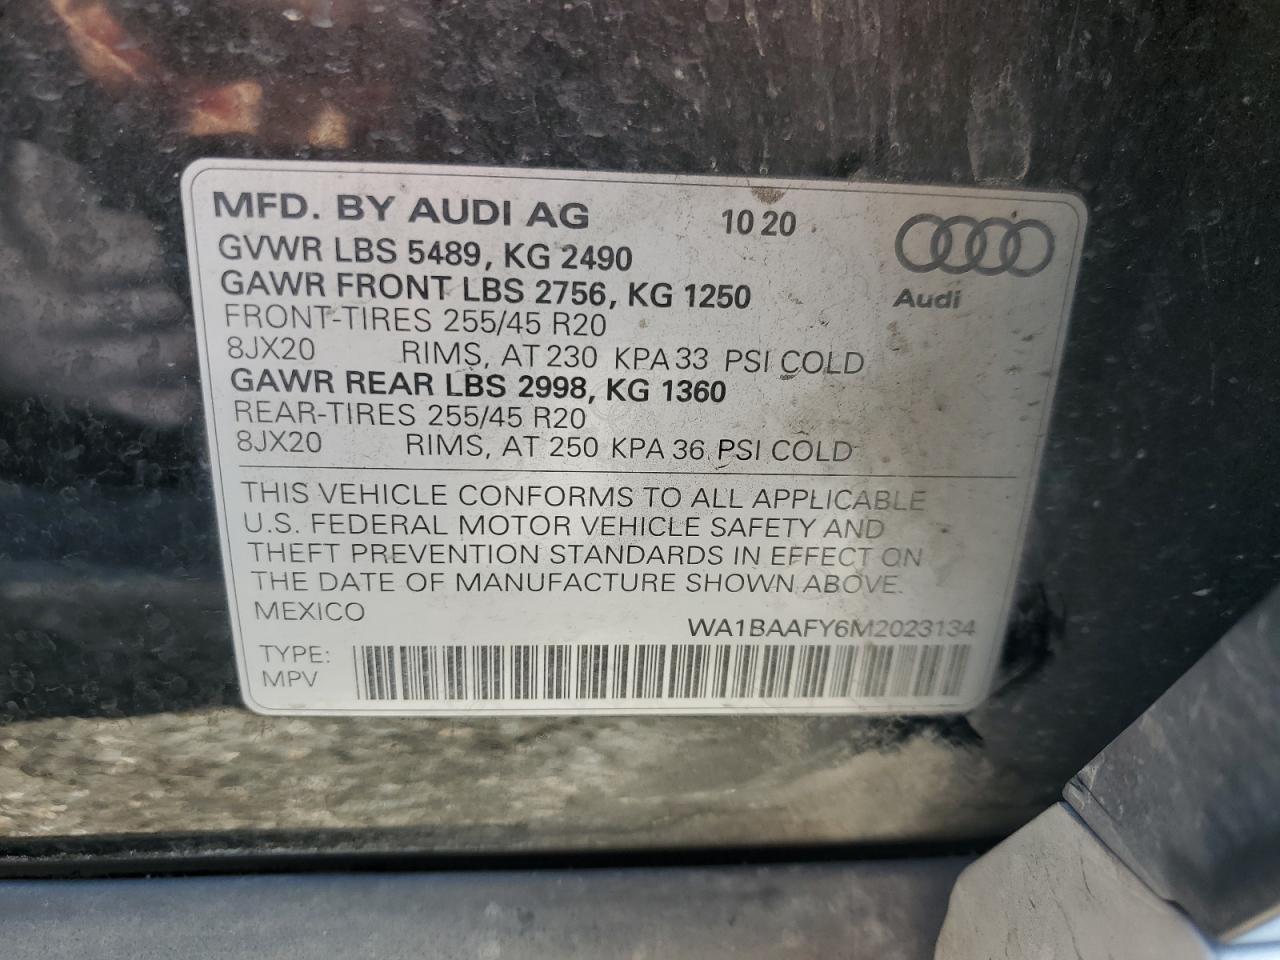 MFD. BY AUDI AG 10 20
GVWR LBS 5489, KG 2490
GAWR FRONT LBS 2756, KG 1250
Audi
FRONT-TIRES 255/45 R20
8JX20 RIMS, AT 230 KPA 33 PSI COLD
GAWR REAR LBS 2998, KG 1360
REAR-TIRES 255/45 R20
8JX20 RIMS, AT 250 KPA 36 PSI COLD
THIS VEHICLE CONFORMS TO ALL APPLICABLE
U.S. FEDERAL MOTOR VEHICLE SAFETY AND
THEFT PREVENTION STANDARDS IN EFFECT ON
THE DATE OF MANUFACTURE SHOWN ABOVE.
MEXICO
WA1BAAFY6M2023134
TYPE:
MPV